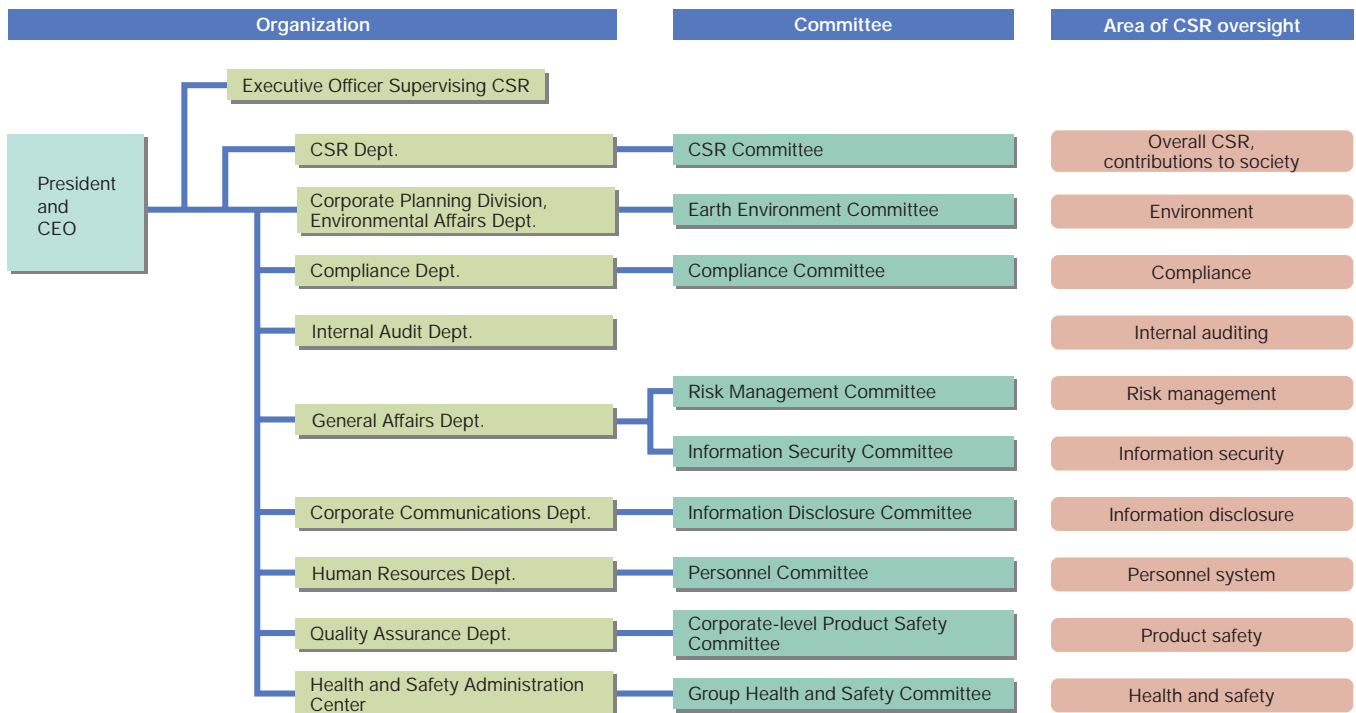 Organization
Committee
Area of CSR oversight
Executive Officer Supervising CSR
President
and
CEO
CSR Dept.
CSR Committee
Overall CSR,
contributions to society
Corporate Planning Division,
Environmental Affairs Dept.
Earth Environment Committee
Environment
Compliance Dept.
Compliance Committee
Compliance
Internal Audit Dept.
Internal auditing
General Affairs Dept.
Risk Management Committee
Risk management
Information Security Committee
Information security
Corporate Communications Dept.
Information Disclosure Committee
Information disclosure
Human Resources Dept.
Personnel Committee
Personnel system
Quality Assurance Dept.
Corporate-level Product Safety
Committee
Product safety
Health and Safety Administration
Center
Group Health and Safety Committee
Health and safety